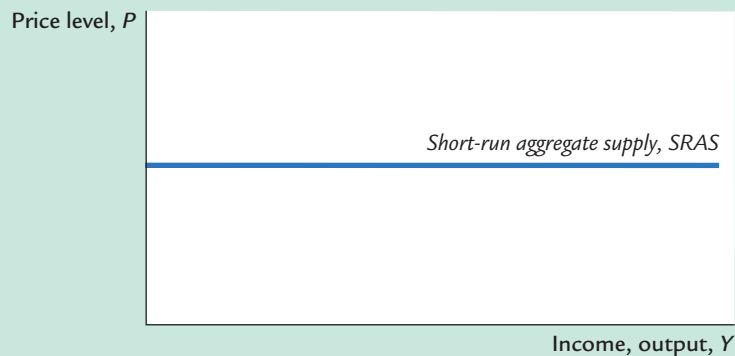 Price level, P
Short-run aggregate supply, SRAS
Income, output, Y